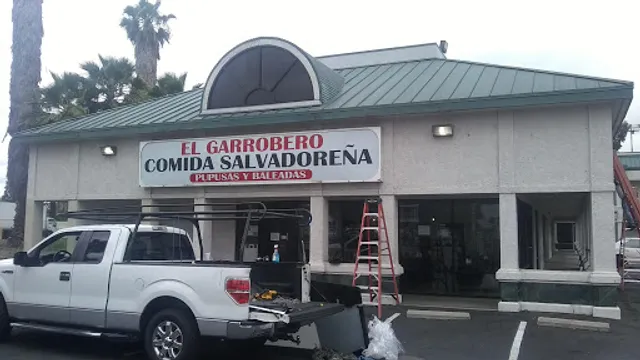 EL GARROBERO
COMIDA SALVADOREÑA
PUPUSAS Y BALEADAS